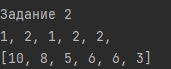 Задание 2
1, 2, 1, 2, 2,
[10, 8, 5, 6, 6, 3]